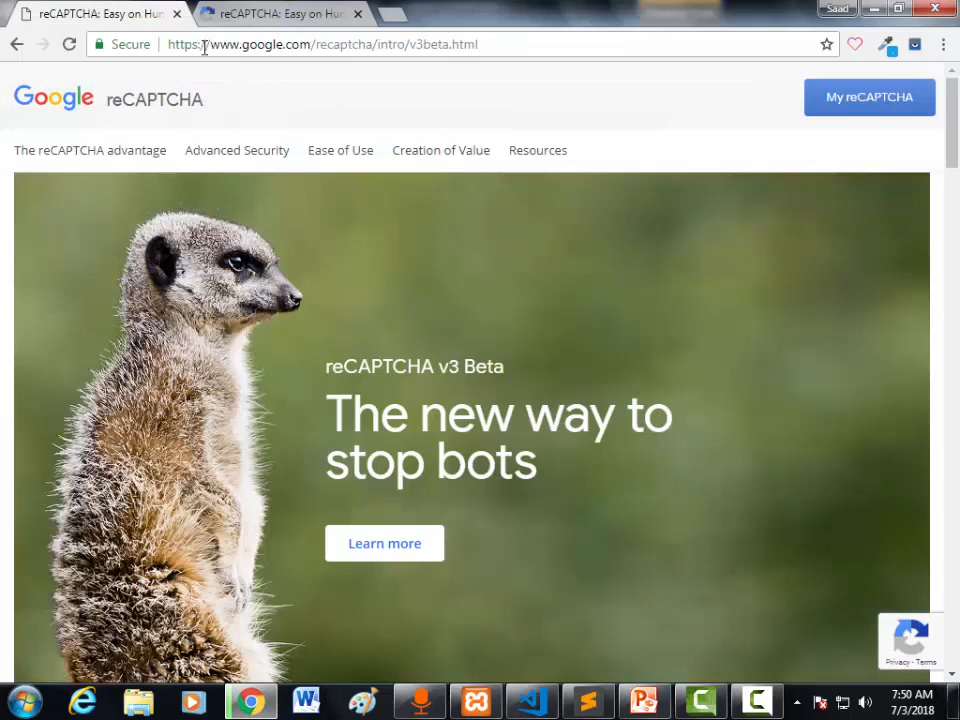 reCAPTCHA: Easy on Hun
reCAPTCHA: Easy on Hun
Saad
Secure
https://www.google.com/recaptcha/intro/v3beta.html
Google reCAPTCHA
My reCAPTCHA
The reCAPTCHA advantage
Advanced Security
Ease of Use
Creation of Value
Resources
reCAPTCHA v3 Beta
The new way to
stop bots
Learn more
Privacy - Terms
7:50 AM
7/3/2018